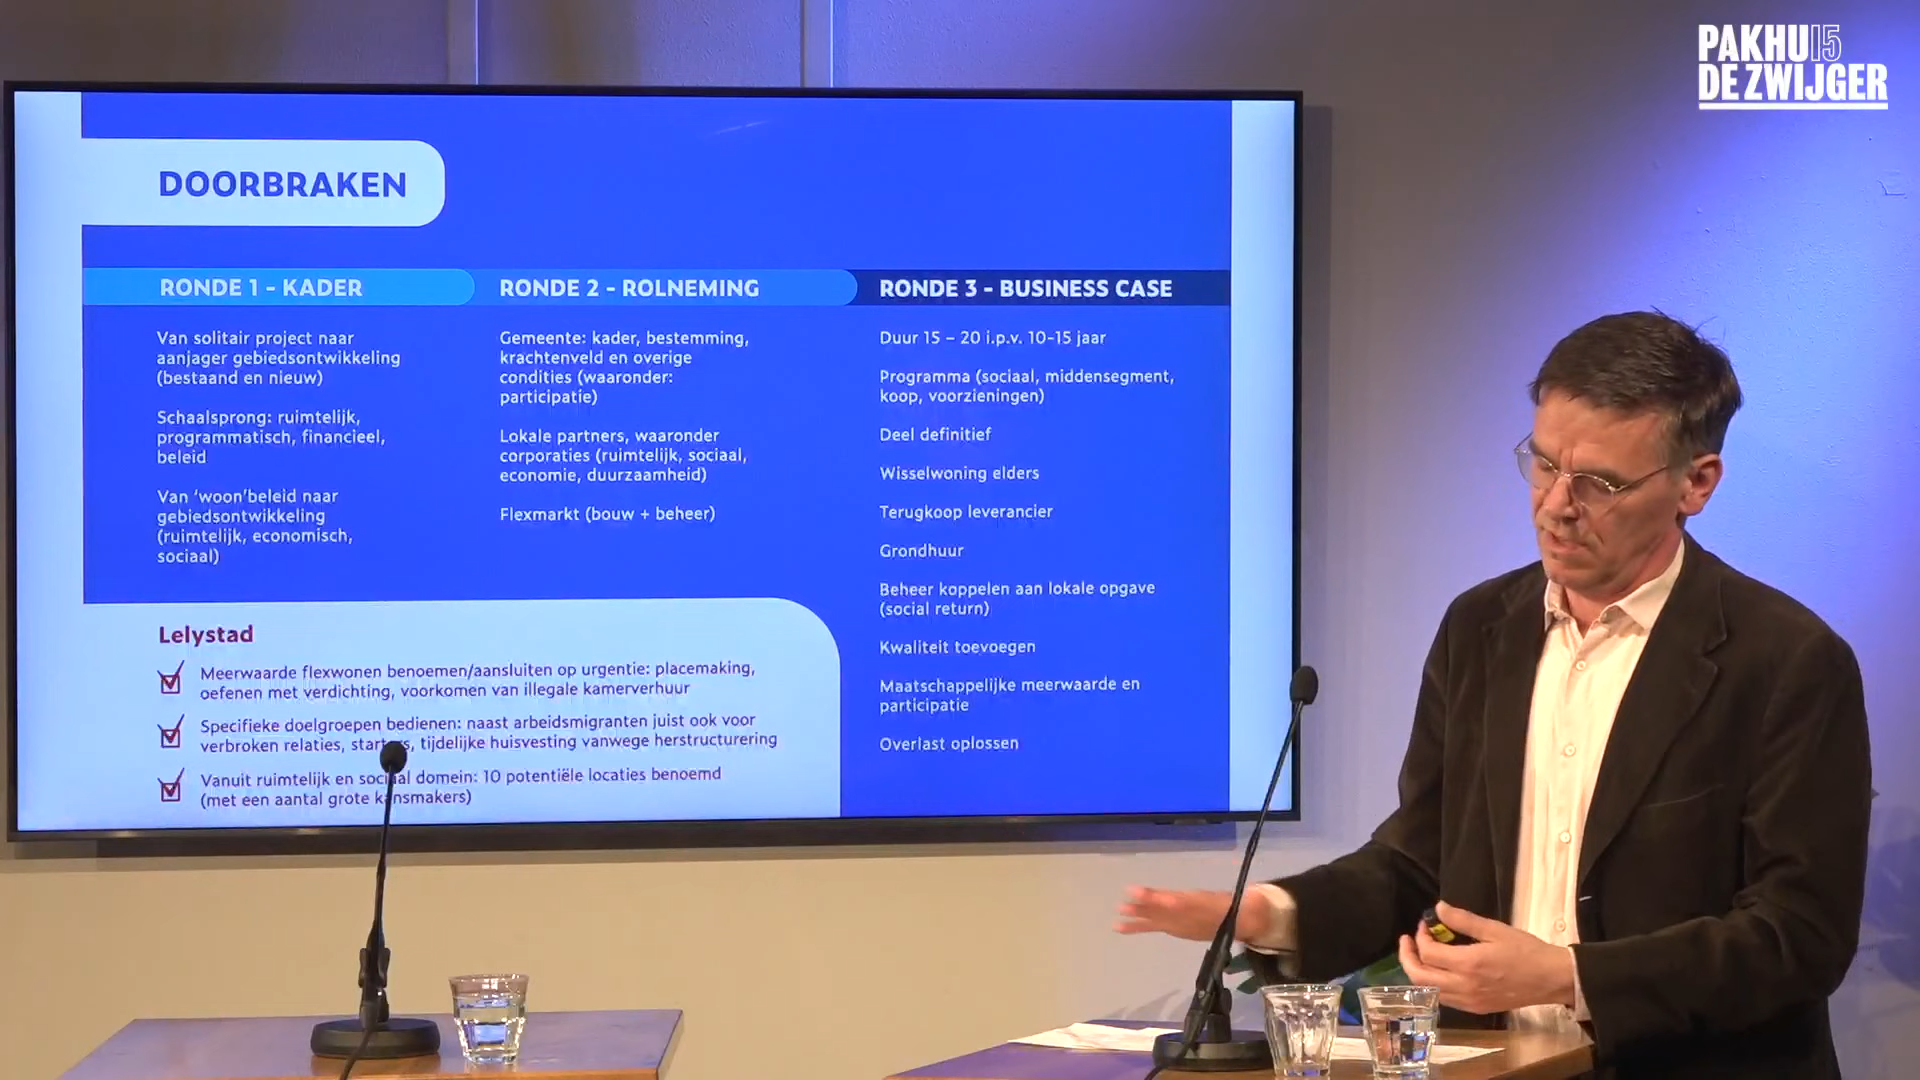 PAKHU15
DE ZWIJGER
DOORBRAKEN
RONDE 1 - KADER
Van solitair project naar
aanjager gebiedsontwikkeling
(bestaand en nieuw)
Schaalsprong: ruimtelijk,
programmatisch, financieel,
beleid
Van ‘woon’beleid naar
gebiedsontwikkeling
(ruimtelijk, economisch,
sociaal)
RONDE 2 - ROLNEMING
Gemeente: kader, bestemming,
krachtenveld en overige
condities (waaronder:
participatie)
Lokale partners, waaronder
corporaties (ruimtelijk, sociaal,
economie, duurzaamheid)
Flexmarkt (bouw + beheer)
RONDE 3 - BUSINESS CASE
Duur 15 – 20 i.p.v. 10-15 jaar
Programma (sociaal, middensegment,
koop, voorzieningen)
Deel definitief
Wisselwoning elders
Terugkoop leverancier
Grondhuur
Beheer koppelen aan lokale opgave
(social return)
Kwaliteit toevoegen
Maatschappelijke meerwaarde en
participatie
Overlast oplossen
Lelystad
Meerwaarde flexwonen benoemen/aansluiten op urgentie: placemaking,
oefenen met verdichting, voorkomen van illegale kamerverhuur
Specifieke doelgroepen bedienen: naast arbeidsmigranten juist ook voor
verbroken relaties, starters, tijdelijke huisvesting vanwege herstructurering
Vanuit ruimtelijk en sociaal domein: 10 potentiële locaties benoemd
(met een aantal grote kansmakers)